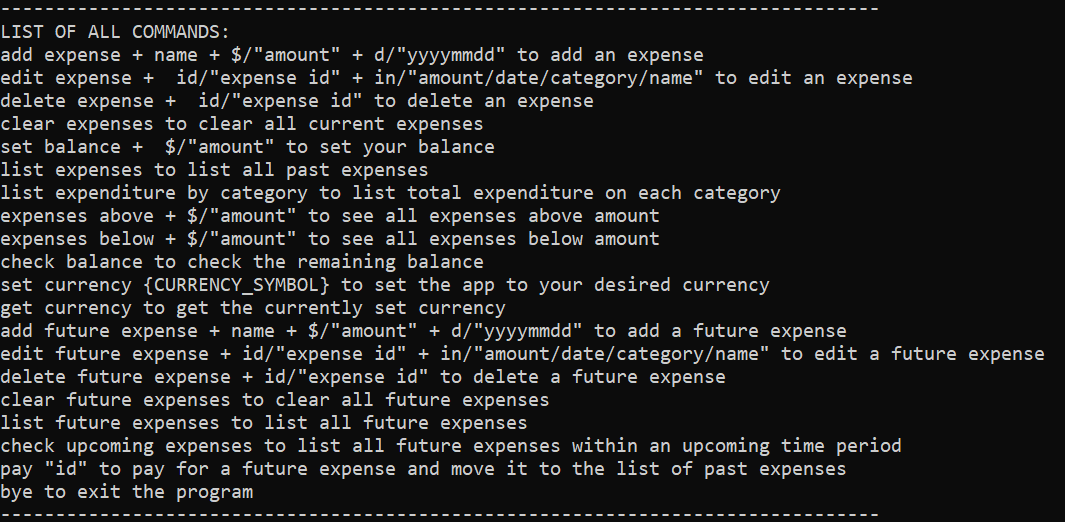 --------------------------------------------------------------------------------
LIST OF ALL COMMANDS:
add expense + name + $/"amount" + d/"yyyymmdd" to add an expense
edit expense +  id/"expense id" + in/"amount/date/category/name" to edit an expense
delete expense +  id/"expense id" to delete an expense
clear expenses to clear all current expenses
set balance +  $/"amount" to set your balance
list expenses to list all past expenses
list expenditure by category to list total expenditure on each category
expenses above + $/"amount" to see all expenses above amount
expenses below + $/"amount" to see all expenses below amount
check balance to check the remaining balance
set currency {CURRENCY_SYMBOL} to set the app to your desired currency
get currency to get the currently set currency
add future expense + name + $/"amount" + d/"yyyymmdd" to add a future expense
edit future expense + id/"expense id" + in/"amount/date/category/name" to edit a future expense
delete future expense + id/"expense id" to delete a future expense
clear future expenses to clear all future expenses
list future expenses to list all future expenses
check upcoming expenses to list all future expenses within an upcoming time period
pay "id" to pay for a future expense and move it to the list of past expenses
bye to exit the program
--------------------------------------------------------------------------------